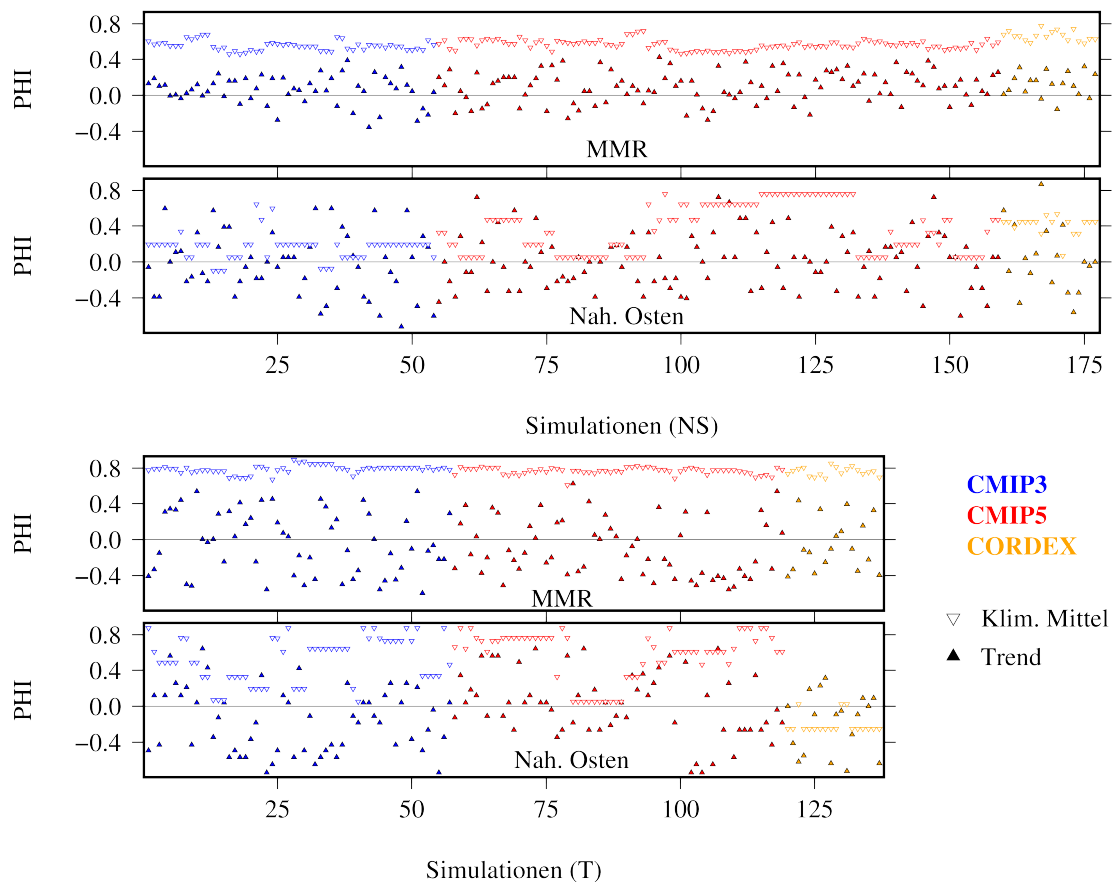 0.8
0.4
0.0
−0.4
PHI
MMR
0.8
0.4
0.0
−0.4
PHI
Nah. Osten
25 50 75 100 125 150 175
Simulationen (NS)
0.8
0.4
0.0
−0.4
PHI
MMR
0.8
0.4
0.0
−0.4
PHI
Nah. Osten
25 50 75 100 125
Simulationen (T)
CMIP3
CMIP5
CORDEX
Klim. Mittel
Trend